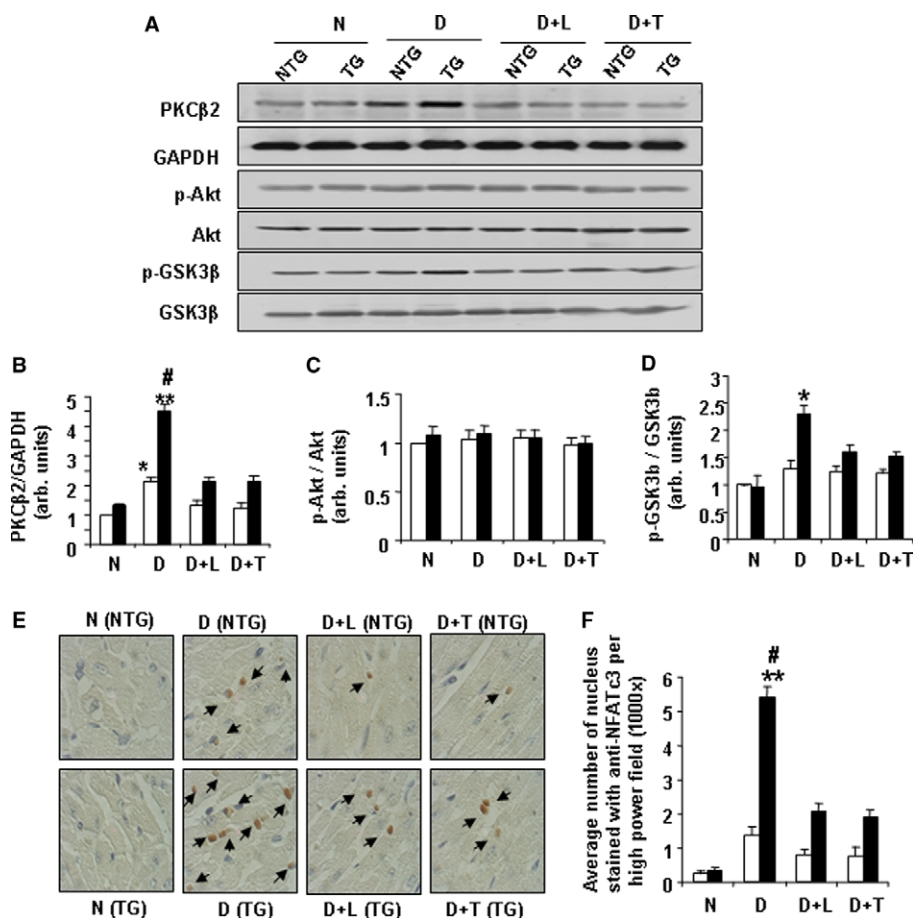 A
N D D+L D+T
NTG TG NTG TG NTG TG NTG TG
PKCβ2
GAPDH
p-Akt
Akt
p-GSK3β
GSK3β
B
PKCβ2/GAPDH
(arb. units)
5
4
2
1
0
*
#
**
N D D+L D+T
C
p-Akt / Akt
(arb. units)
1.5
1
0.5
0
N D D+L D+T
D
p-GSK3b / GSK3b
(arb. units)
3
2.5
2
1.5
1
0.5
0
*
N D D+L D+T
E
N (NTG) D (NTG) D+L (NTG) D+T (NTG)
N (TG) D (TG) D+L (TG) D+T (TG)
F
Average number of nucleus
stained with anti-NFATc3 per
high power field (1000x)
6
5
4
3
2
1
0
#
**
N D D+L D+T